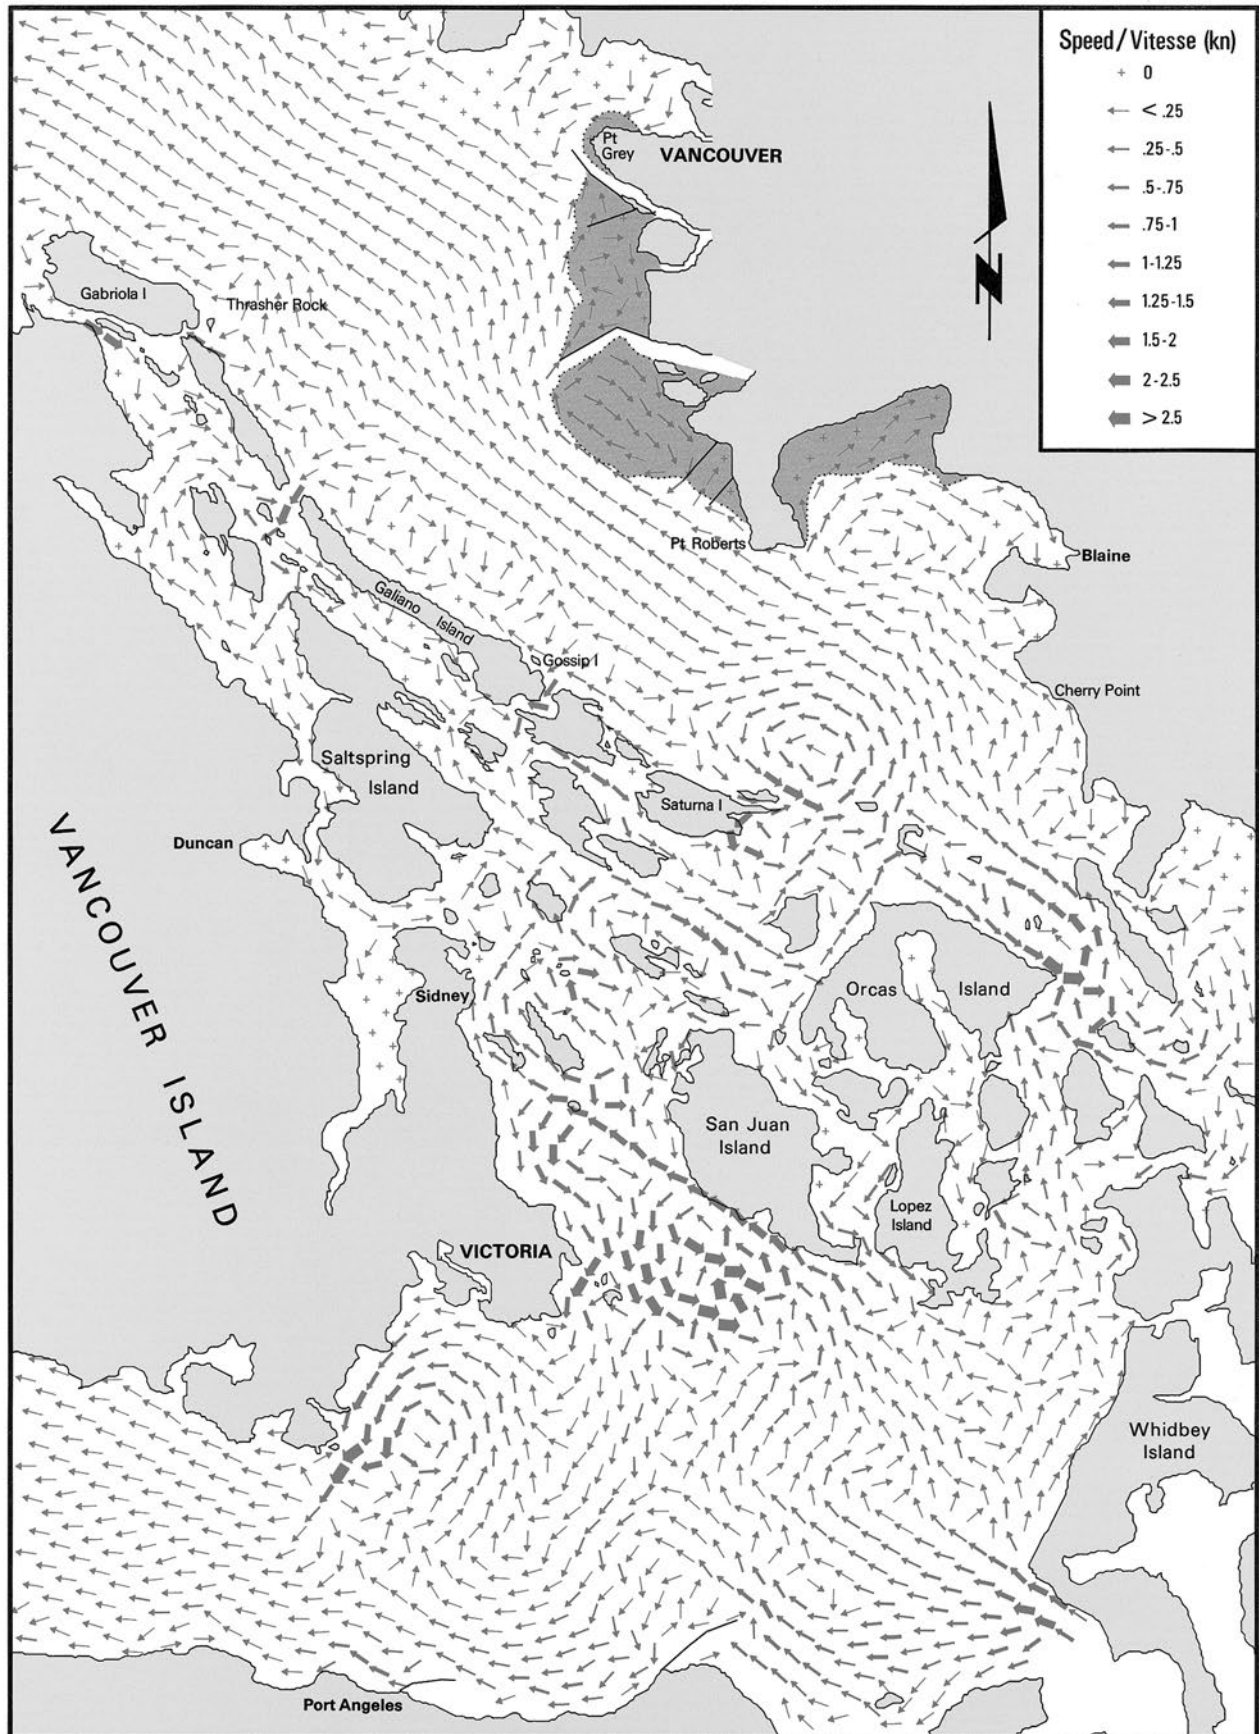 Speed/Vitesse (kn)
0
< .25
.25-.5
.5-.75
.75-1
1-1.25
1.25-1.5
1.5-2
2-2.5
> 2.5
Pt
Grey
VANCOUVER
N
Gabriola I
Thrasher Rock
Pt Roberts
Blaine
Galiano
Island
Gossip I
Cherry Point
Saltspring
Island
Saturna I
Duncan
VANCOUVER ISLAND
Sidney
Orcas Island
San Juan
Island
Lopez
Island
VICTORIA
Whidbey
Island
Port Angeles